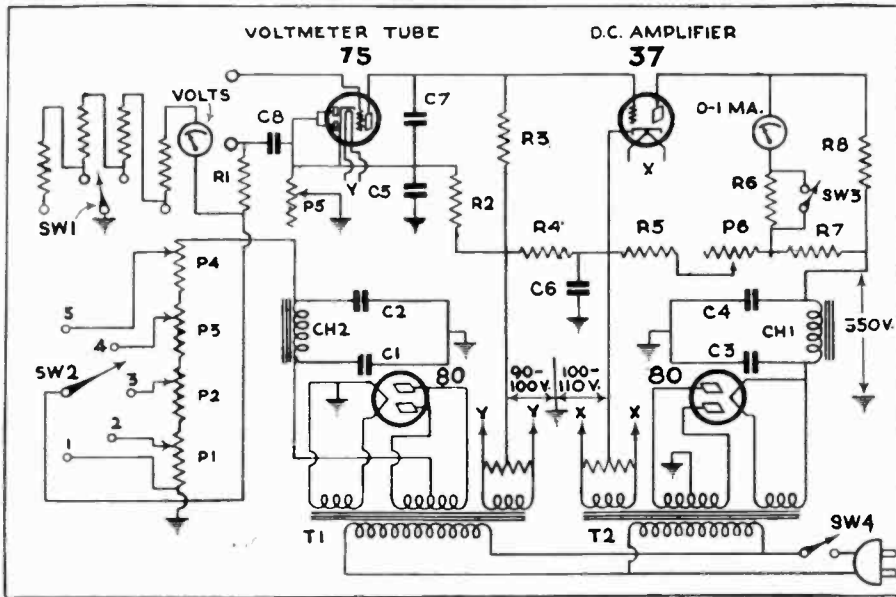 VOLTMETER TUBE
75
D.C. AMPLIFIER
37
VOLTS
C8
C7
0-1 MA.
R3
R8
R1
Y
X
R6
SW3
SW1
P5
C5
R2
R4
R5
P6
R7
P4
C6
5
C2
C4
P3
CH2
CH1
350V.
4
C1
C3
SW2
80
90-
100V.
100-
110V.
80
3
P2
Y
Y
X
X
2
1
P1
T1
T2
SW4